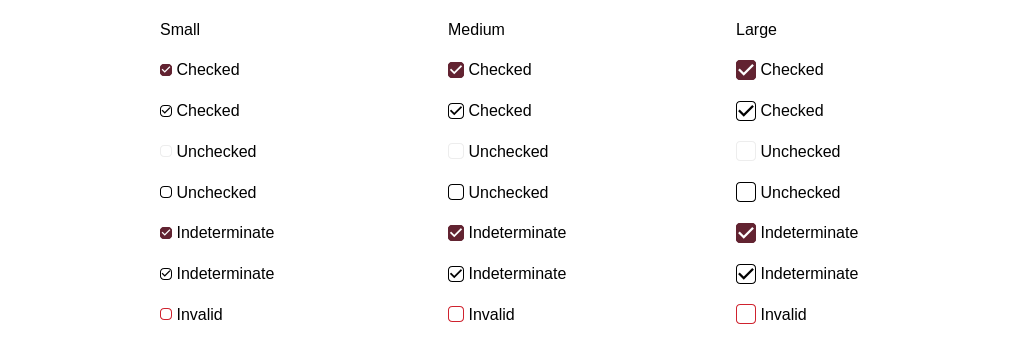 Small Medium Large
Checked Checked Checked
Checked Checked Checked
Unchecked Unchecked Unchecked
Unchecked Unchecked Unchecked
Indeterminate Indeterminate Indeterminate
Indeterminate Indeterminate Indeterminate
Invalid Invalid Invalid